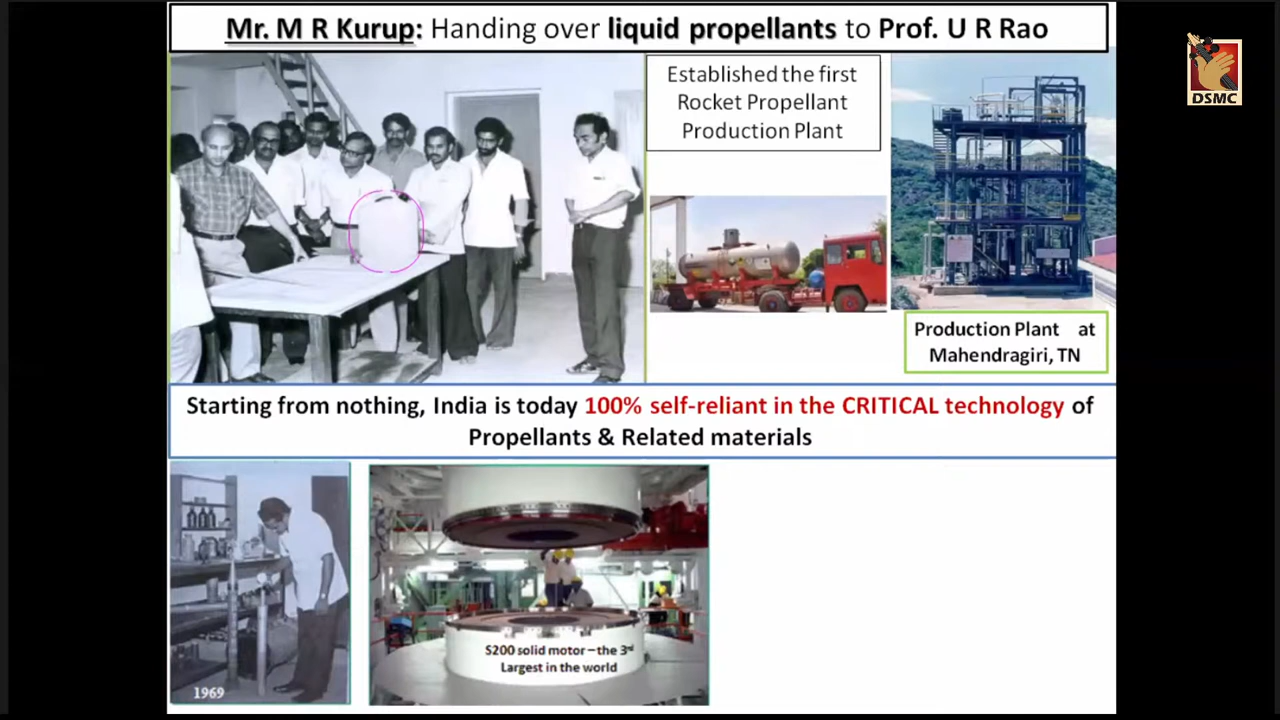 Mr. M R Kurup: Handing over liquid propellants to Prof. U R Rao
DSMC
Established the first
Rocket Propellant
Production Plant
Production Plant at
Mahendragiri, TN
Starting from nothing, India is today 100% self-reliant in the CRITICAL technology of
Propellants & Related materials
1969
S200 solid motor – the 3rd
Largest in the world